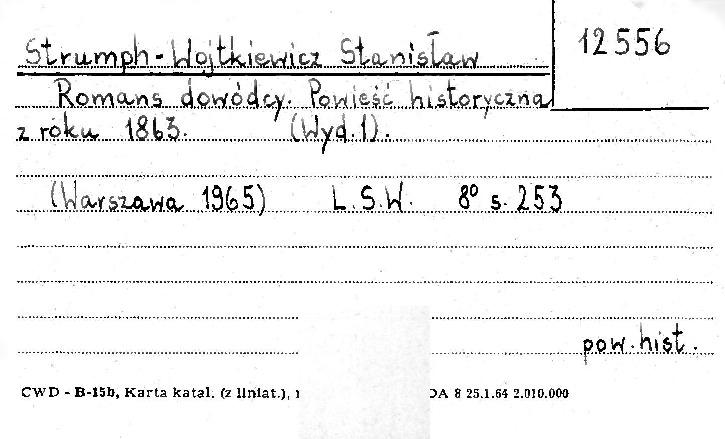 Strumph-Wojtkiewicz Stanisław
12556
Romans dowódcy. Powieść historyczna
z roku 1863. (Wyd.1).
(Warszawa 1965) L.S.W. 8° s. 253
pow. hist.
CWD - B-15b, Karta katal. (z liniat.), DA 8 25.1.64 2.010.000